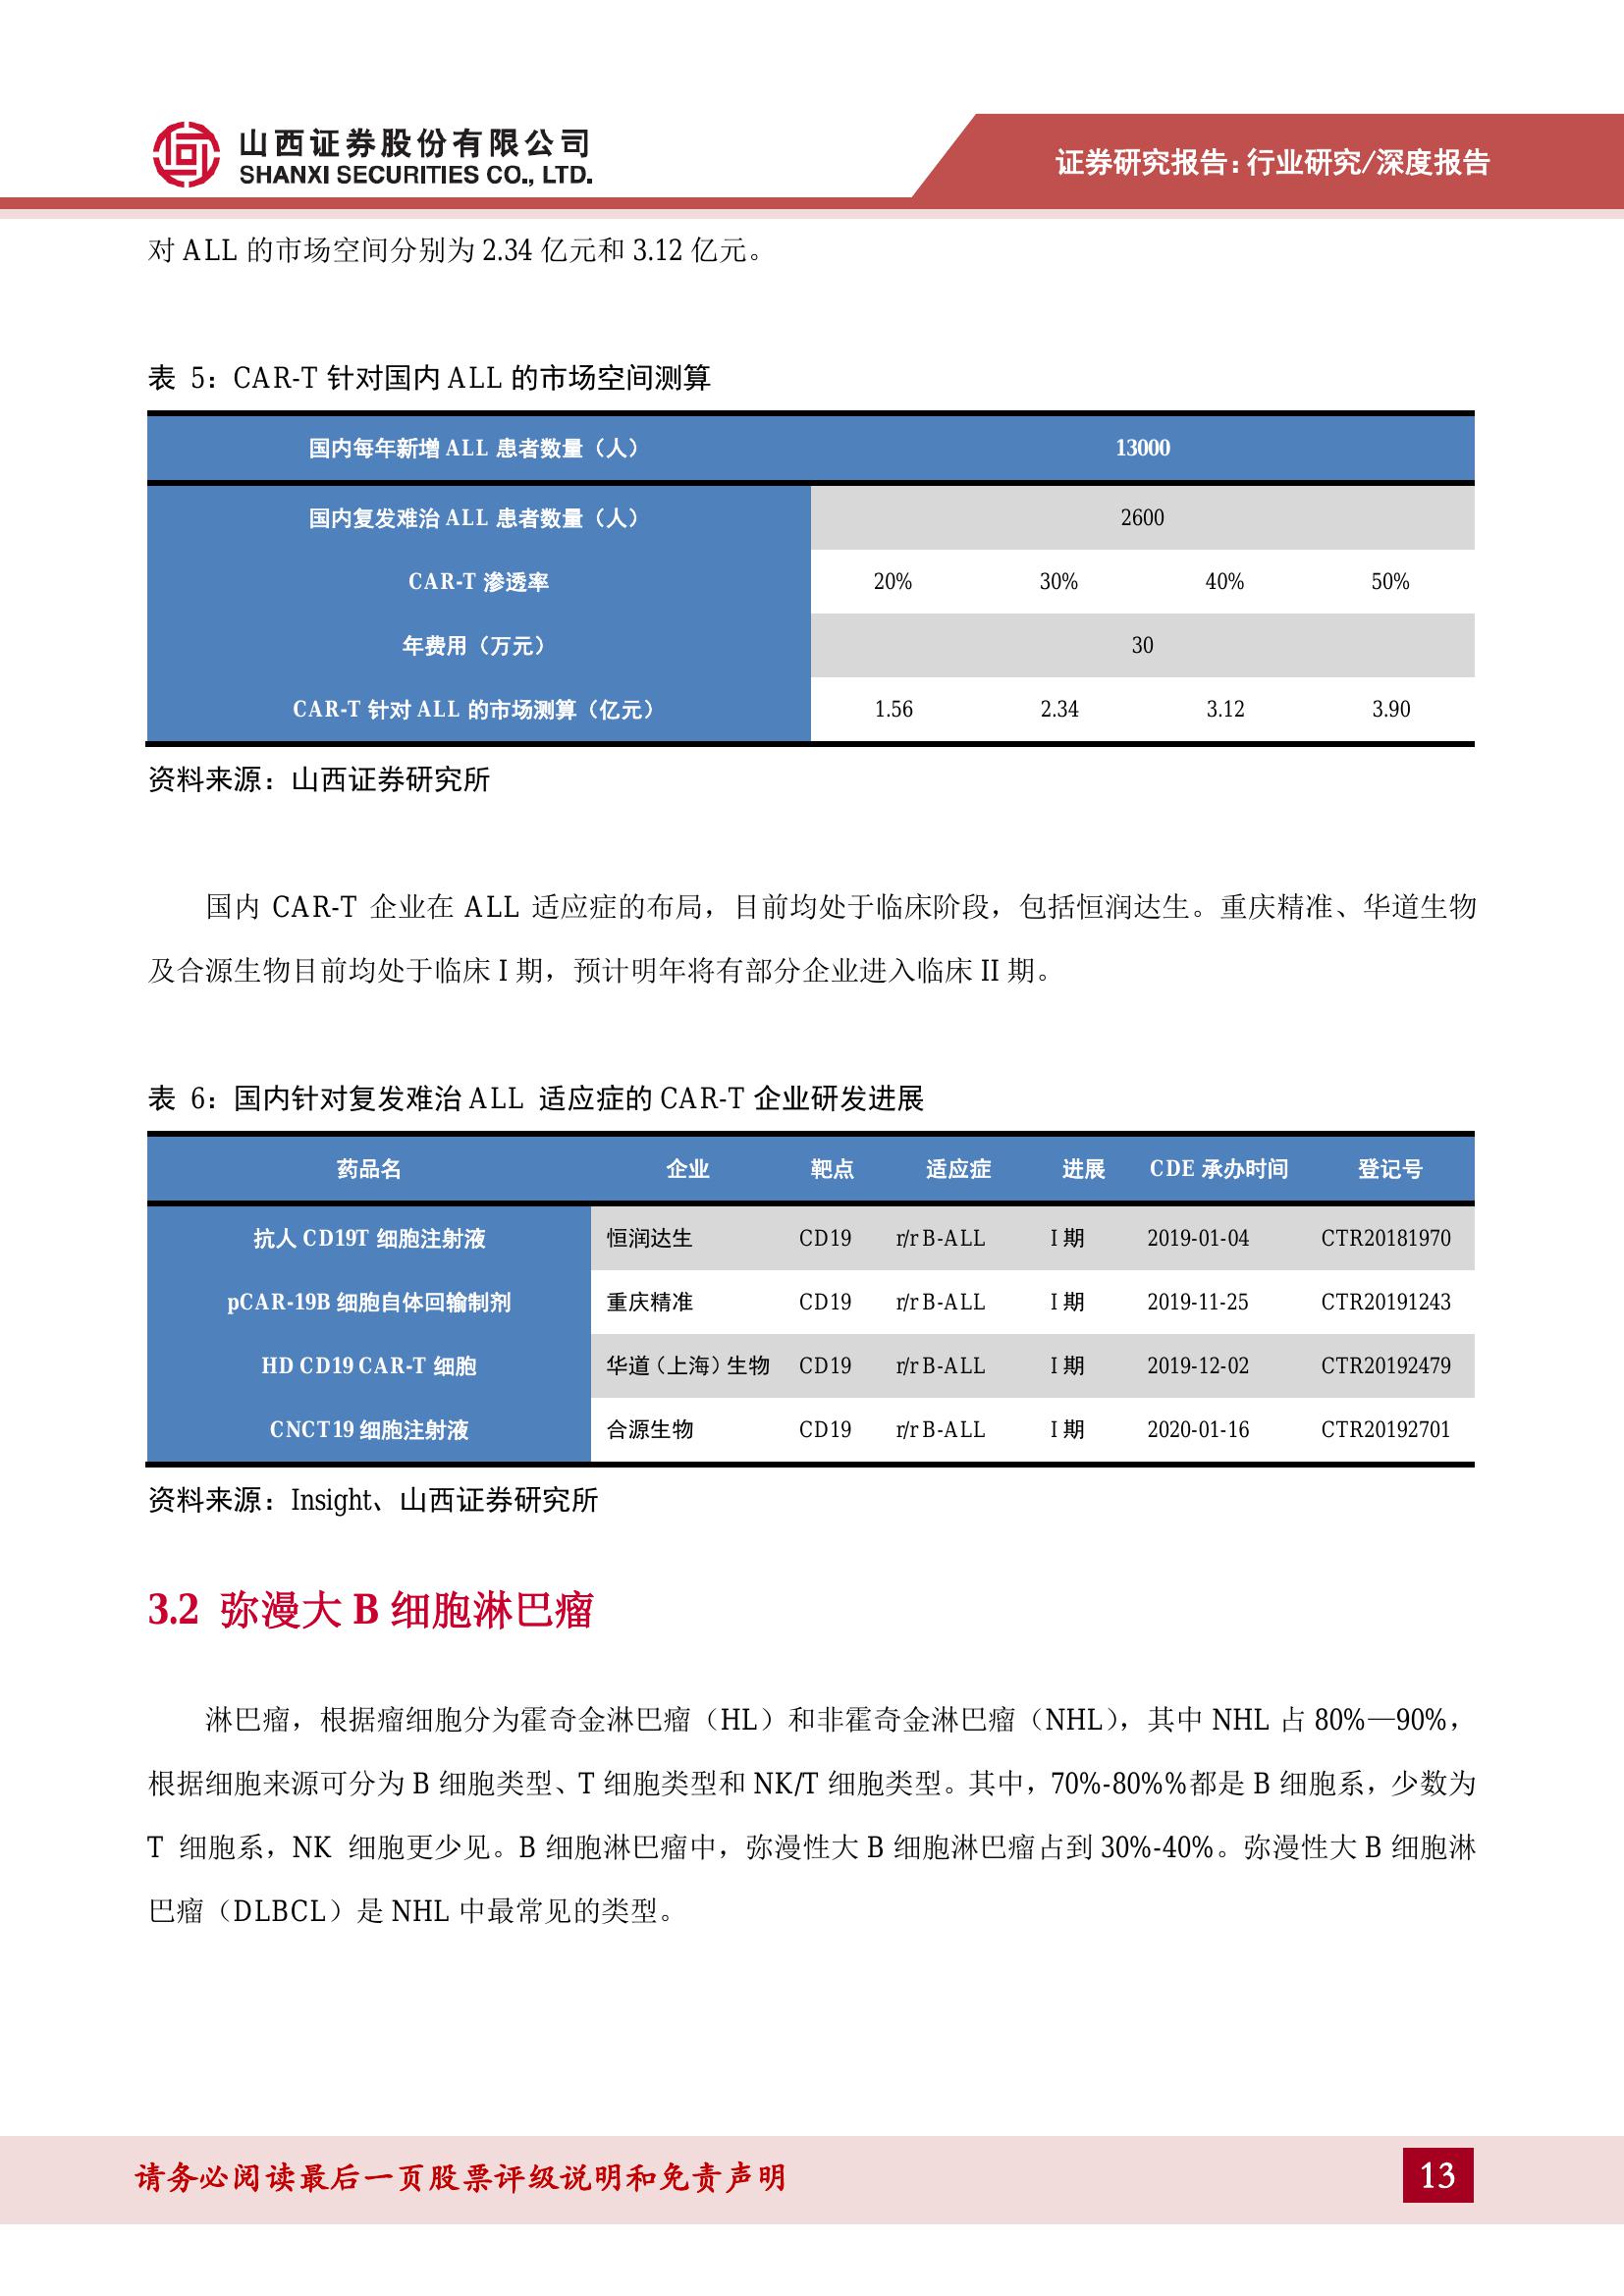 山西证券股份有限公司
SHANXI SECURITIES CO., LTD.
证券研究报告：行业研究/深度报告
对 ALL 的市场空间分别为 2.34 亿元和 3.12 亿元。
表 5：CAR-T 针对国内 ALL 的市场空间测算
国内每年新增 ALL 患者数量（人） 13000
国内复发难治 ALL 患者数量（人） 2600
CAR-T 渗透率 20% 30% 40% 50%
年费用（万元） 30
CAR-T 针对 ALL 的市场测算（亿元） 1.56 2.34 3.12 3.90
资料来源：山西证券研究所
国内 CAR-T 企业在 ALL 适应症的布局，目前均处于临床阶段，包括恒润达生。重庆精准、华道生物
及合源生物目前均处于临床 I 期，预计明年将有部分企业进入临床 II 期。
表 6：国内针对复发难治 ALL 适应症的 CAR-T 企业研发进展
药品名 企业 靶点 适应症 进展 CDE 承办时间 登记号
抗人 CD19T 细胞注射液 恒润达生 CD19 r/r B-ALL I 期 2019-01-04 CTR20181970
pCAR-19B 细胞自体回输制剂 重庆精准 CD19 r/r B-ALL I 期 2019-11-25 CTR20191243
HD CD19 CAR-T 细胞 华道（上海）生物 CD19 r/r B-ALL I 期 2019-12-02 CTR20192479
CNCT19 细胞注射液 合源生物 CD19 r/r B-ALL I 期 2020-01-16 CTR20192701
资料来源：Insight、山西证券研究所
3.2 弥漫大 B 细胞淋巴瘤
淋巴瘤，根据瘤细胞分为霍奇金淋巴瘤（HL）和非霍奇金淋巴瘤（NHL），其中 NHL 占 80%—90%，
根据细胞来源可分为 B 细胞类型、T 细胞类型和 NK/T 细胞类型。其中，70%-80%%都是 B 细胞系，少数为
T 细胞系，NK 细胞更少见。B 细胞淋巴瘤中，弥漫性大 B 细胞淋巴瘤占到 30%-40%。弥漫性大 B 细胞淋
巴瘤（DLBCL）是 NHL 中最常见的类型。
请务必阅读最后一页股票评级说明和免责声明
13